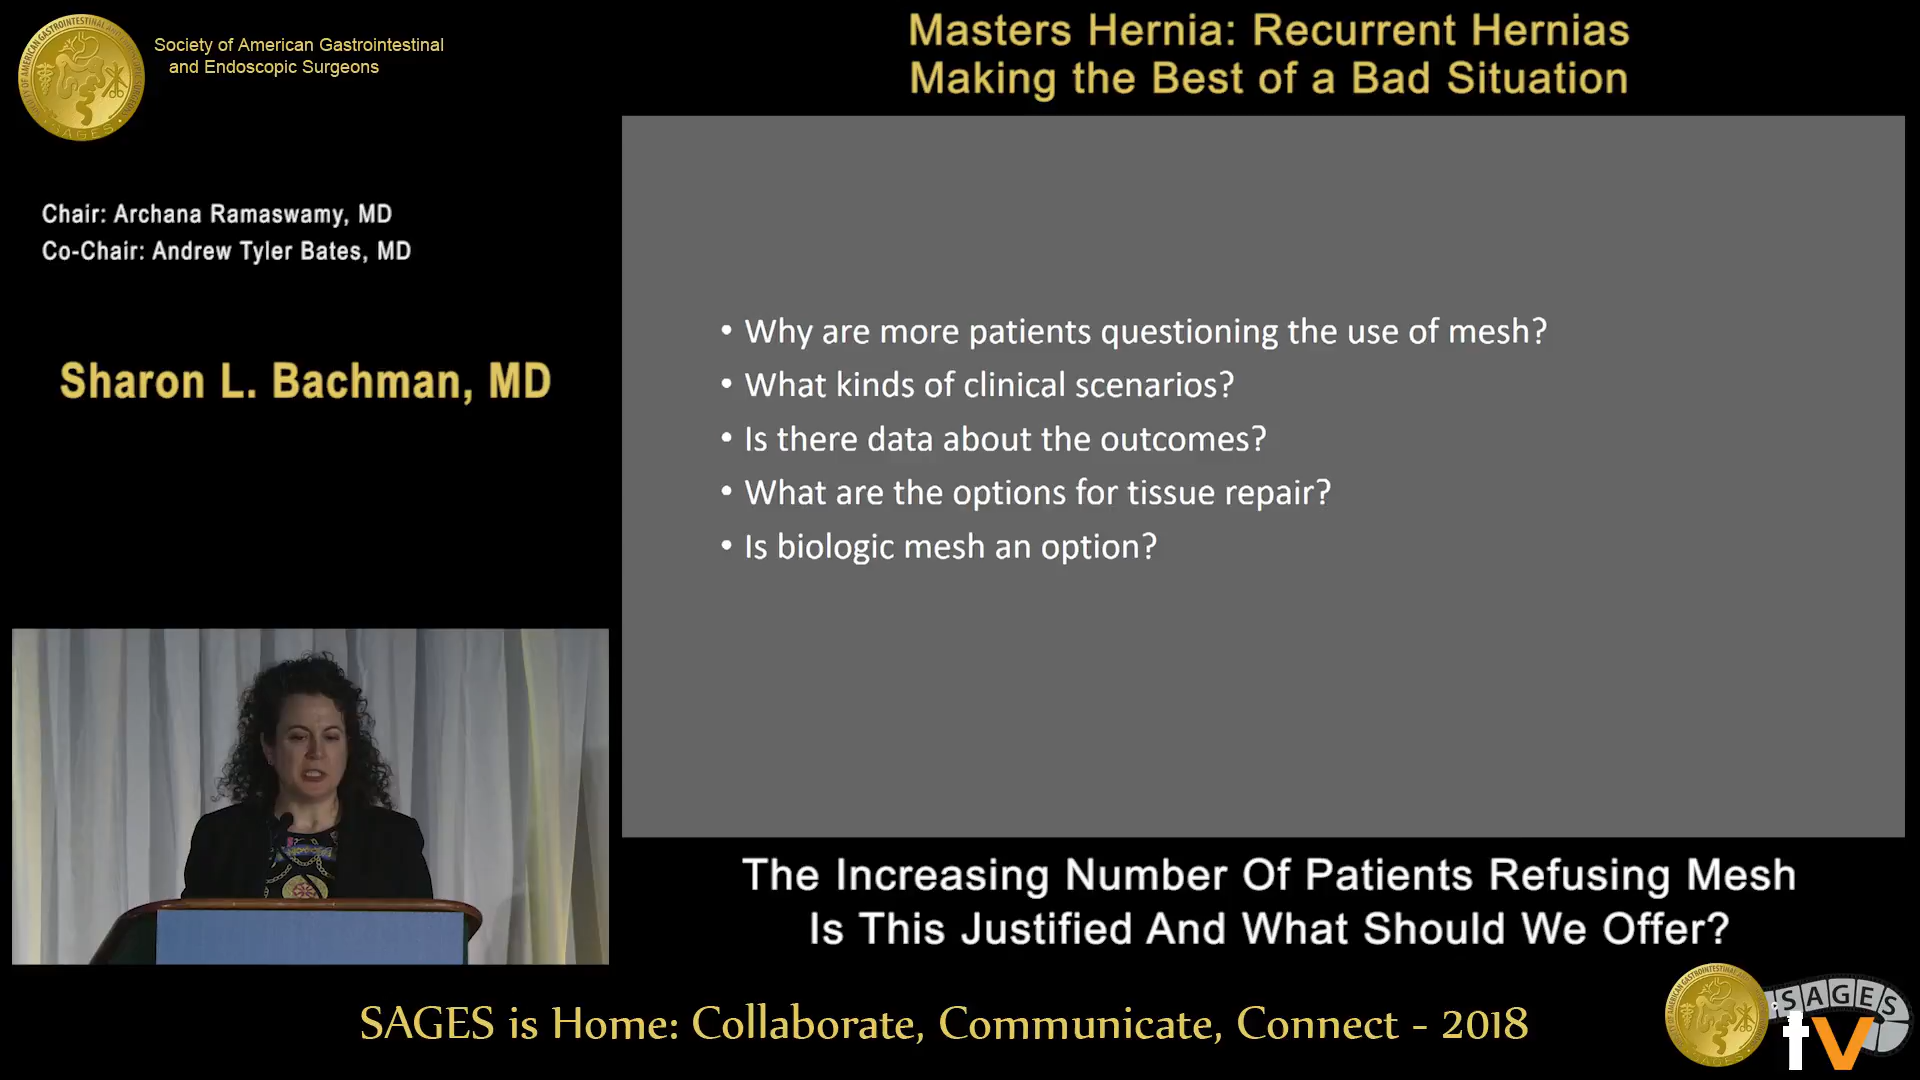 Society of American Gastrointestinal
and Endoscopic Surgeons
Masters Hernia: Recurrent Hernias
Making the Best of a Bad Situation
Chair: Archana Ramaswamy, MD
Co-Chair: Andrew Tyler Bates, MD
Sharon L. Bachman, MD
• Why are more patients questioning the use of mesh?
• What kinds of clinical scenarios?
• Is there data about the outcomes?
• What are the options for tissue repair?
• Is biologic mesh an option?
The Increasing Number Of Patients Refusing Mesh
Is This Justified And What Should We Offer?
SAGES is Home: Collaborate, Communicate, Connect - 2018
SAGES
tv